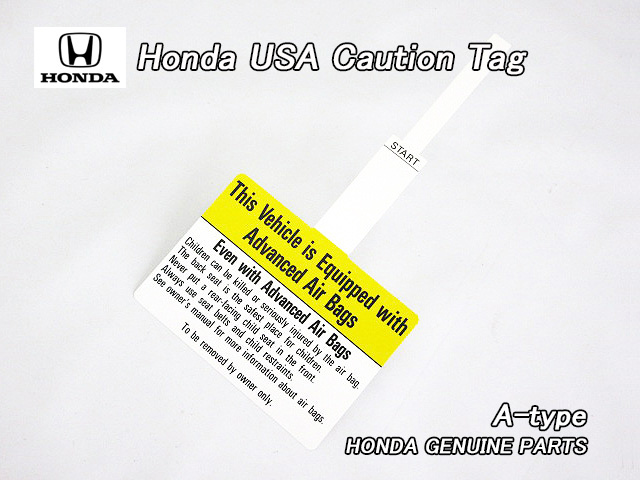 HONDA
Honda USA Caution Tag
START
This Vehicle is Equipped with
Advanced Air Bags
Even with Advanced Air Bags
Children can be killed or seriously injured by the air bag.
The back seat is the safest place for children.
Never put a rear-facing child seat in the front.
Always use seat belts and child restraints.
See owner's manual for more information about air bags.
To be removed by owner only.
A-type
HONDA GENUINE PARTS